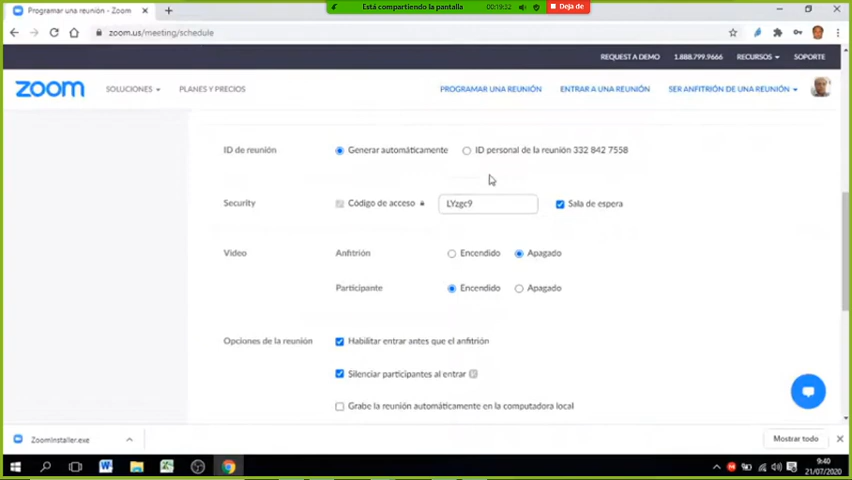 Programar una reunión - Zoom
Está compartiendo la pantalla
00:19:52
Deja de
zoom.us/meeting/schedule
REQUEST A DEMO 1.888.799.9666 RECURSOS SOPORTE
zoom SOLUCIONES PLANES Y PRECIOS PROGRAMAR UNA REUNIÓN ENTRAR A UNA REUNIÓN SER ANFITRIÓN DE UNA REUNIÓN
ID de reunión Generar automáticamente ID personal de la reunión 332 842 7558
Security Código de acceso LYzgc9 Sala de espera
Video Anfitrión Encendido Apagado
Participante Encendido Apagado
Opciones de la reunión Habilitar entrar antes que el anfitrión
Silenciar participantes al entrar
Grabe la reunión automáticamente en la computadora local
ZoomInstaller.exe Mostrar todo
9:40
21/07/2020